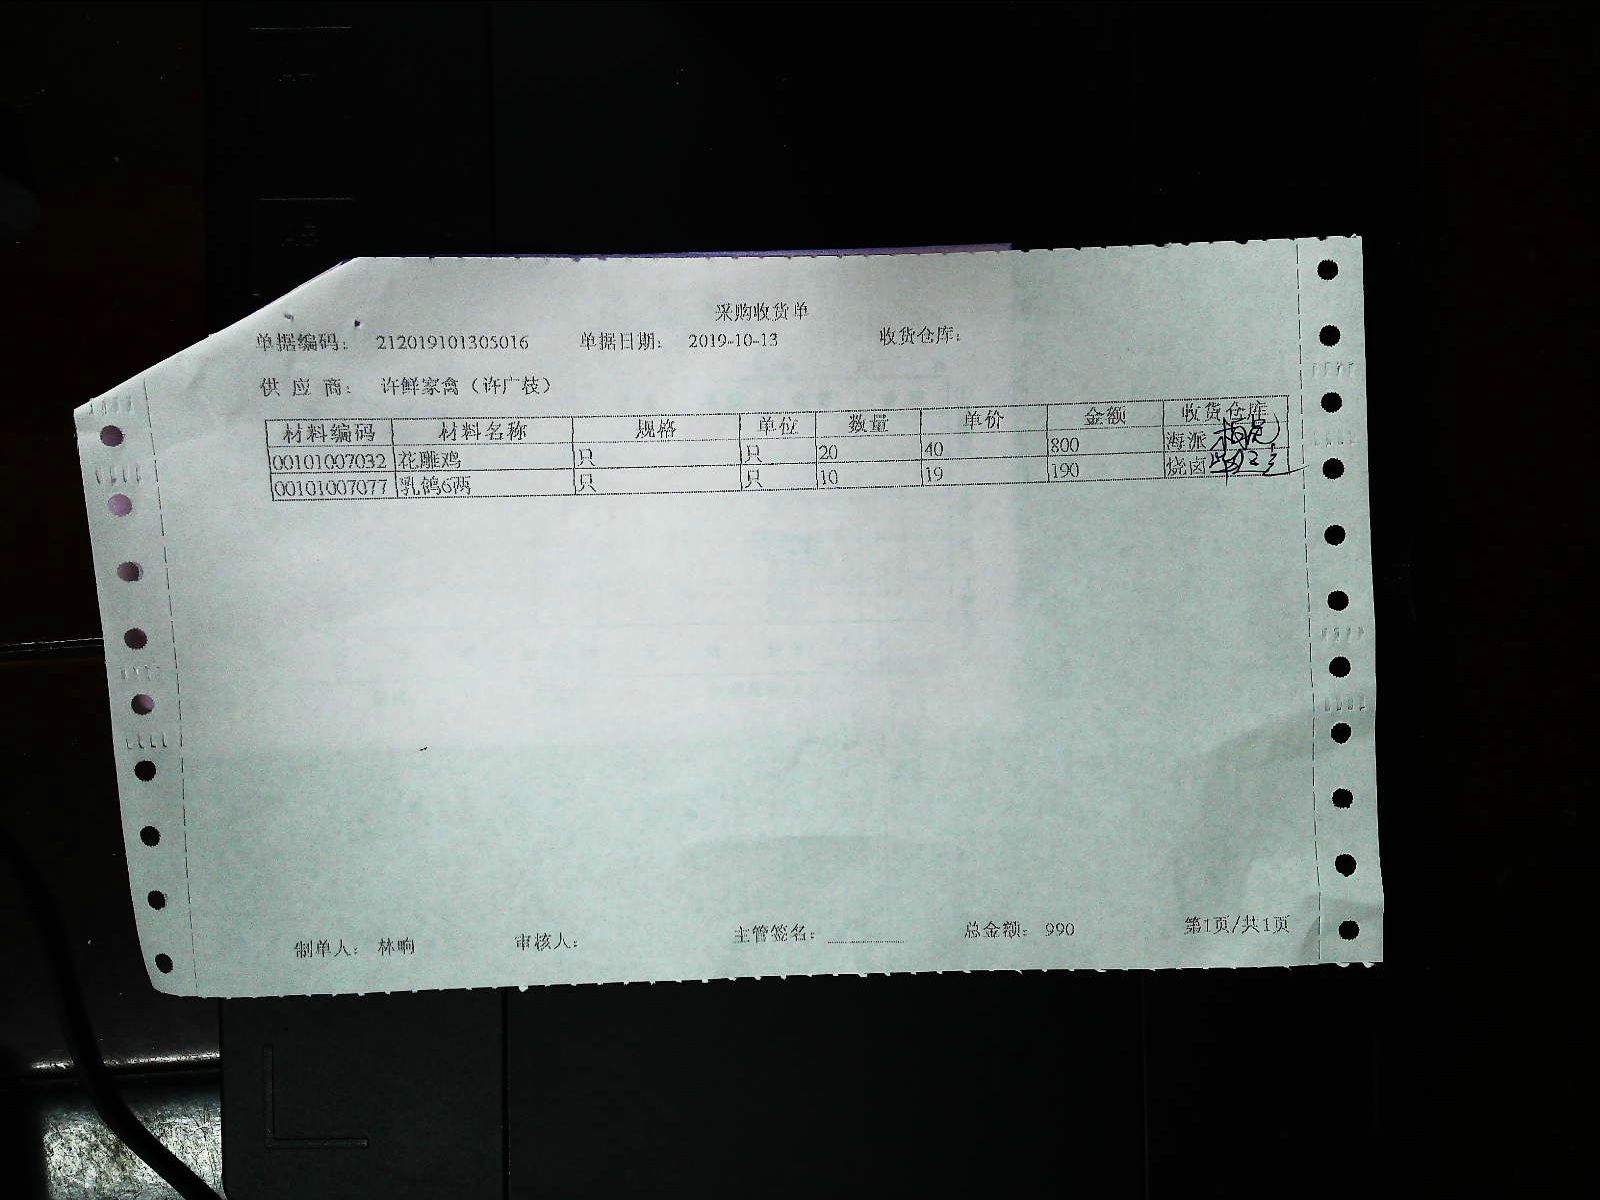 采购收货单
单据编码： 212019101305016 单据日期： 2019-10-13 收货仓库：
供 应 商： 许鲜家禽（许广枝）
材料编码 材料名称 规格 单位 数量 单价 金额 收货仓库
00101007032 花雕鸡 只 只 20 40 800 海派
00101007077 乳鸽6两 只 只 10 19 190 烧卤
制单人： 林响 审核人： 主管签名： 总金额： 990 第1页/共1页